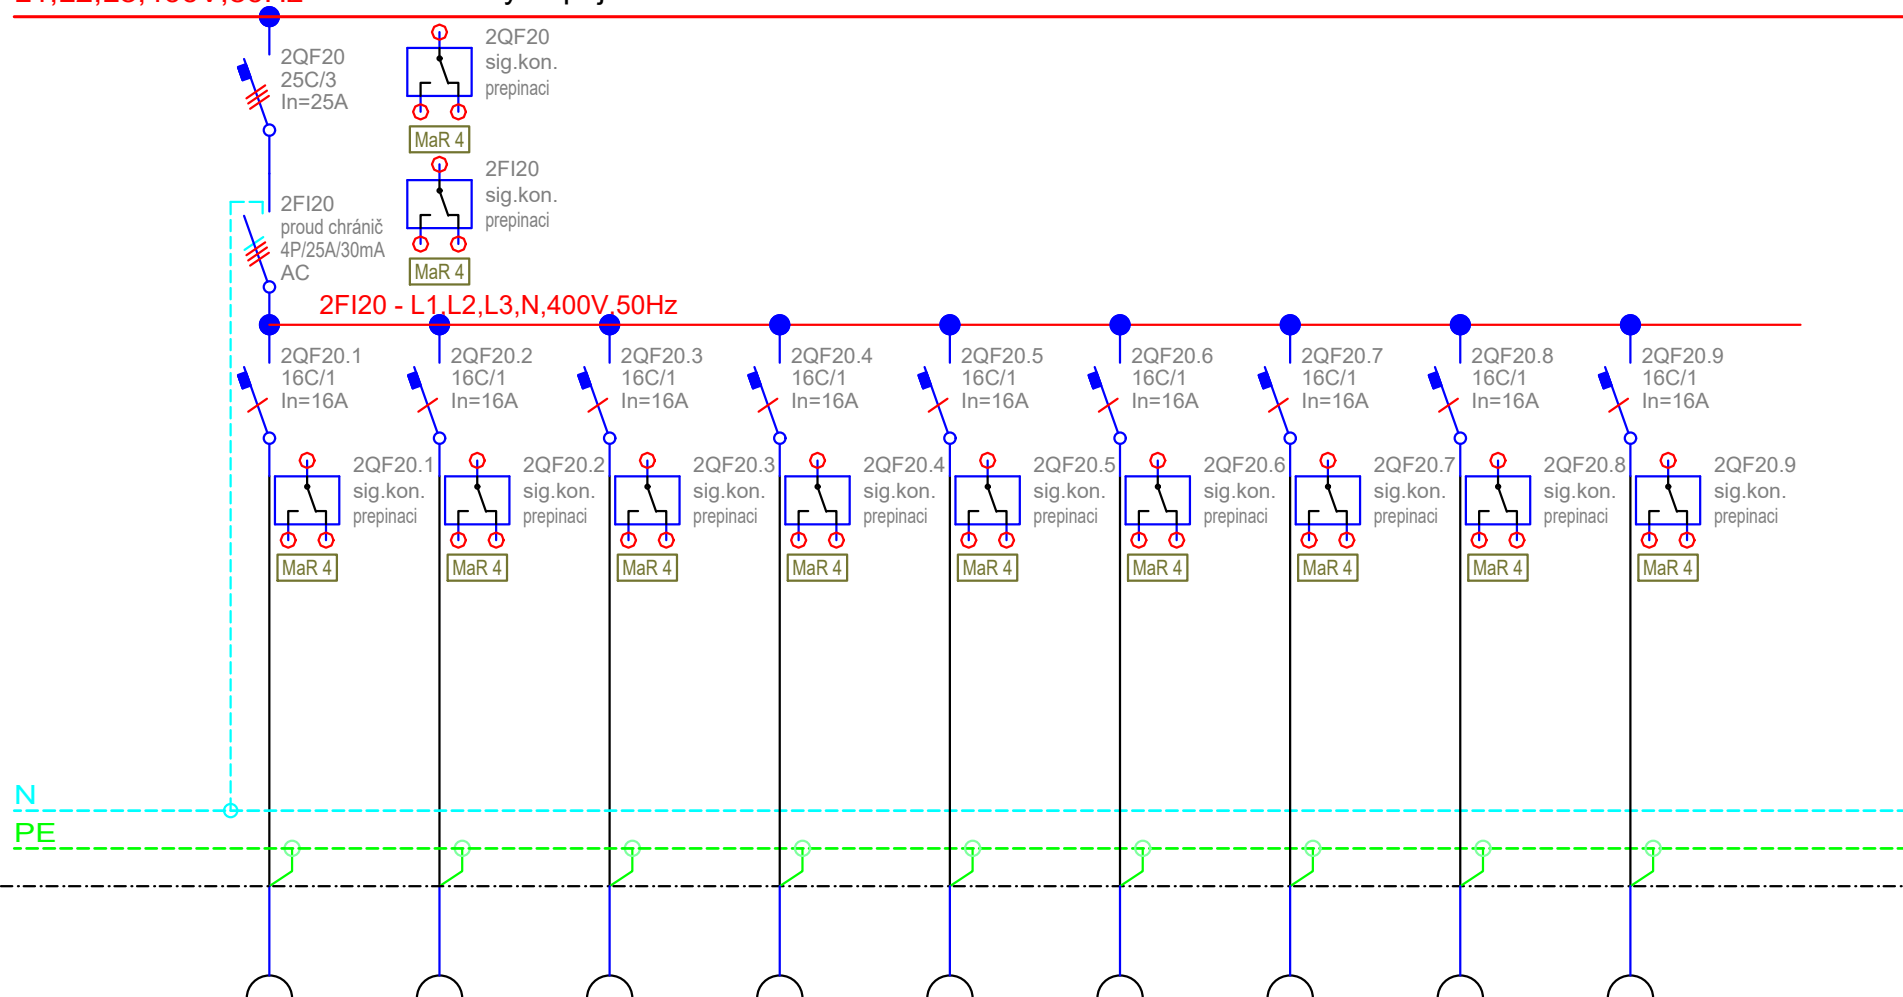 2QF20
25C/3
In=25A
2QF20
sig.kon.
prepinaci
MaR 4
2FI20
proud chránič
4P/25A/30mA
AC
2FI20
sig.kon.
prepinaci
MaR 4
2FI20 - L1,L2,L3,N,400V,50Hz
2QF20.1
16C/1
In=16A
2QF20.2
16C/1
In=16A
2QF20.3
16C/1
In=16A
2QF20.4
16C/1
In=16A
2QF20.5
16C/1
In=16A
2QF20.6
16C/1
In=16A
2QF20.7
16C/1
In=16A
2QF20.8
16C/1
In=16A
2QF20.9
16C/1
In=16A
2QF20.1
sig.kon.
prepinaci
MaR 4
2QF20.2
sig.kon.
prepinaci
MaR 4
2QF20.3
sig.kon.
prepinaci
MaR 4
2QF20.4
sig.kon.
prepinaci
MaR 4
2QF20.5
sig.kon.
prepinaci
MaR 4
2QF20.6
sig.kon.
prepinaci
MaR 4
2QF20.7
sig.kon.
prepinaci
MaR 4
2QF20.8
sig.kon.
prepinaci
MaR 4
2QF20.9
sig.kon.
prepinaci
MaR 4
N
PE